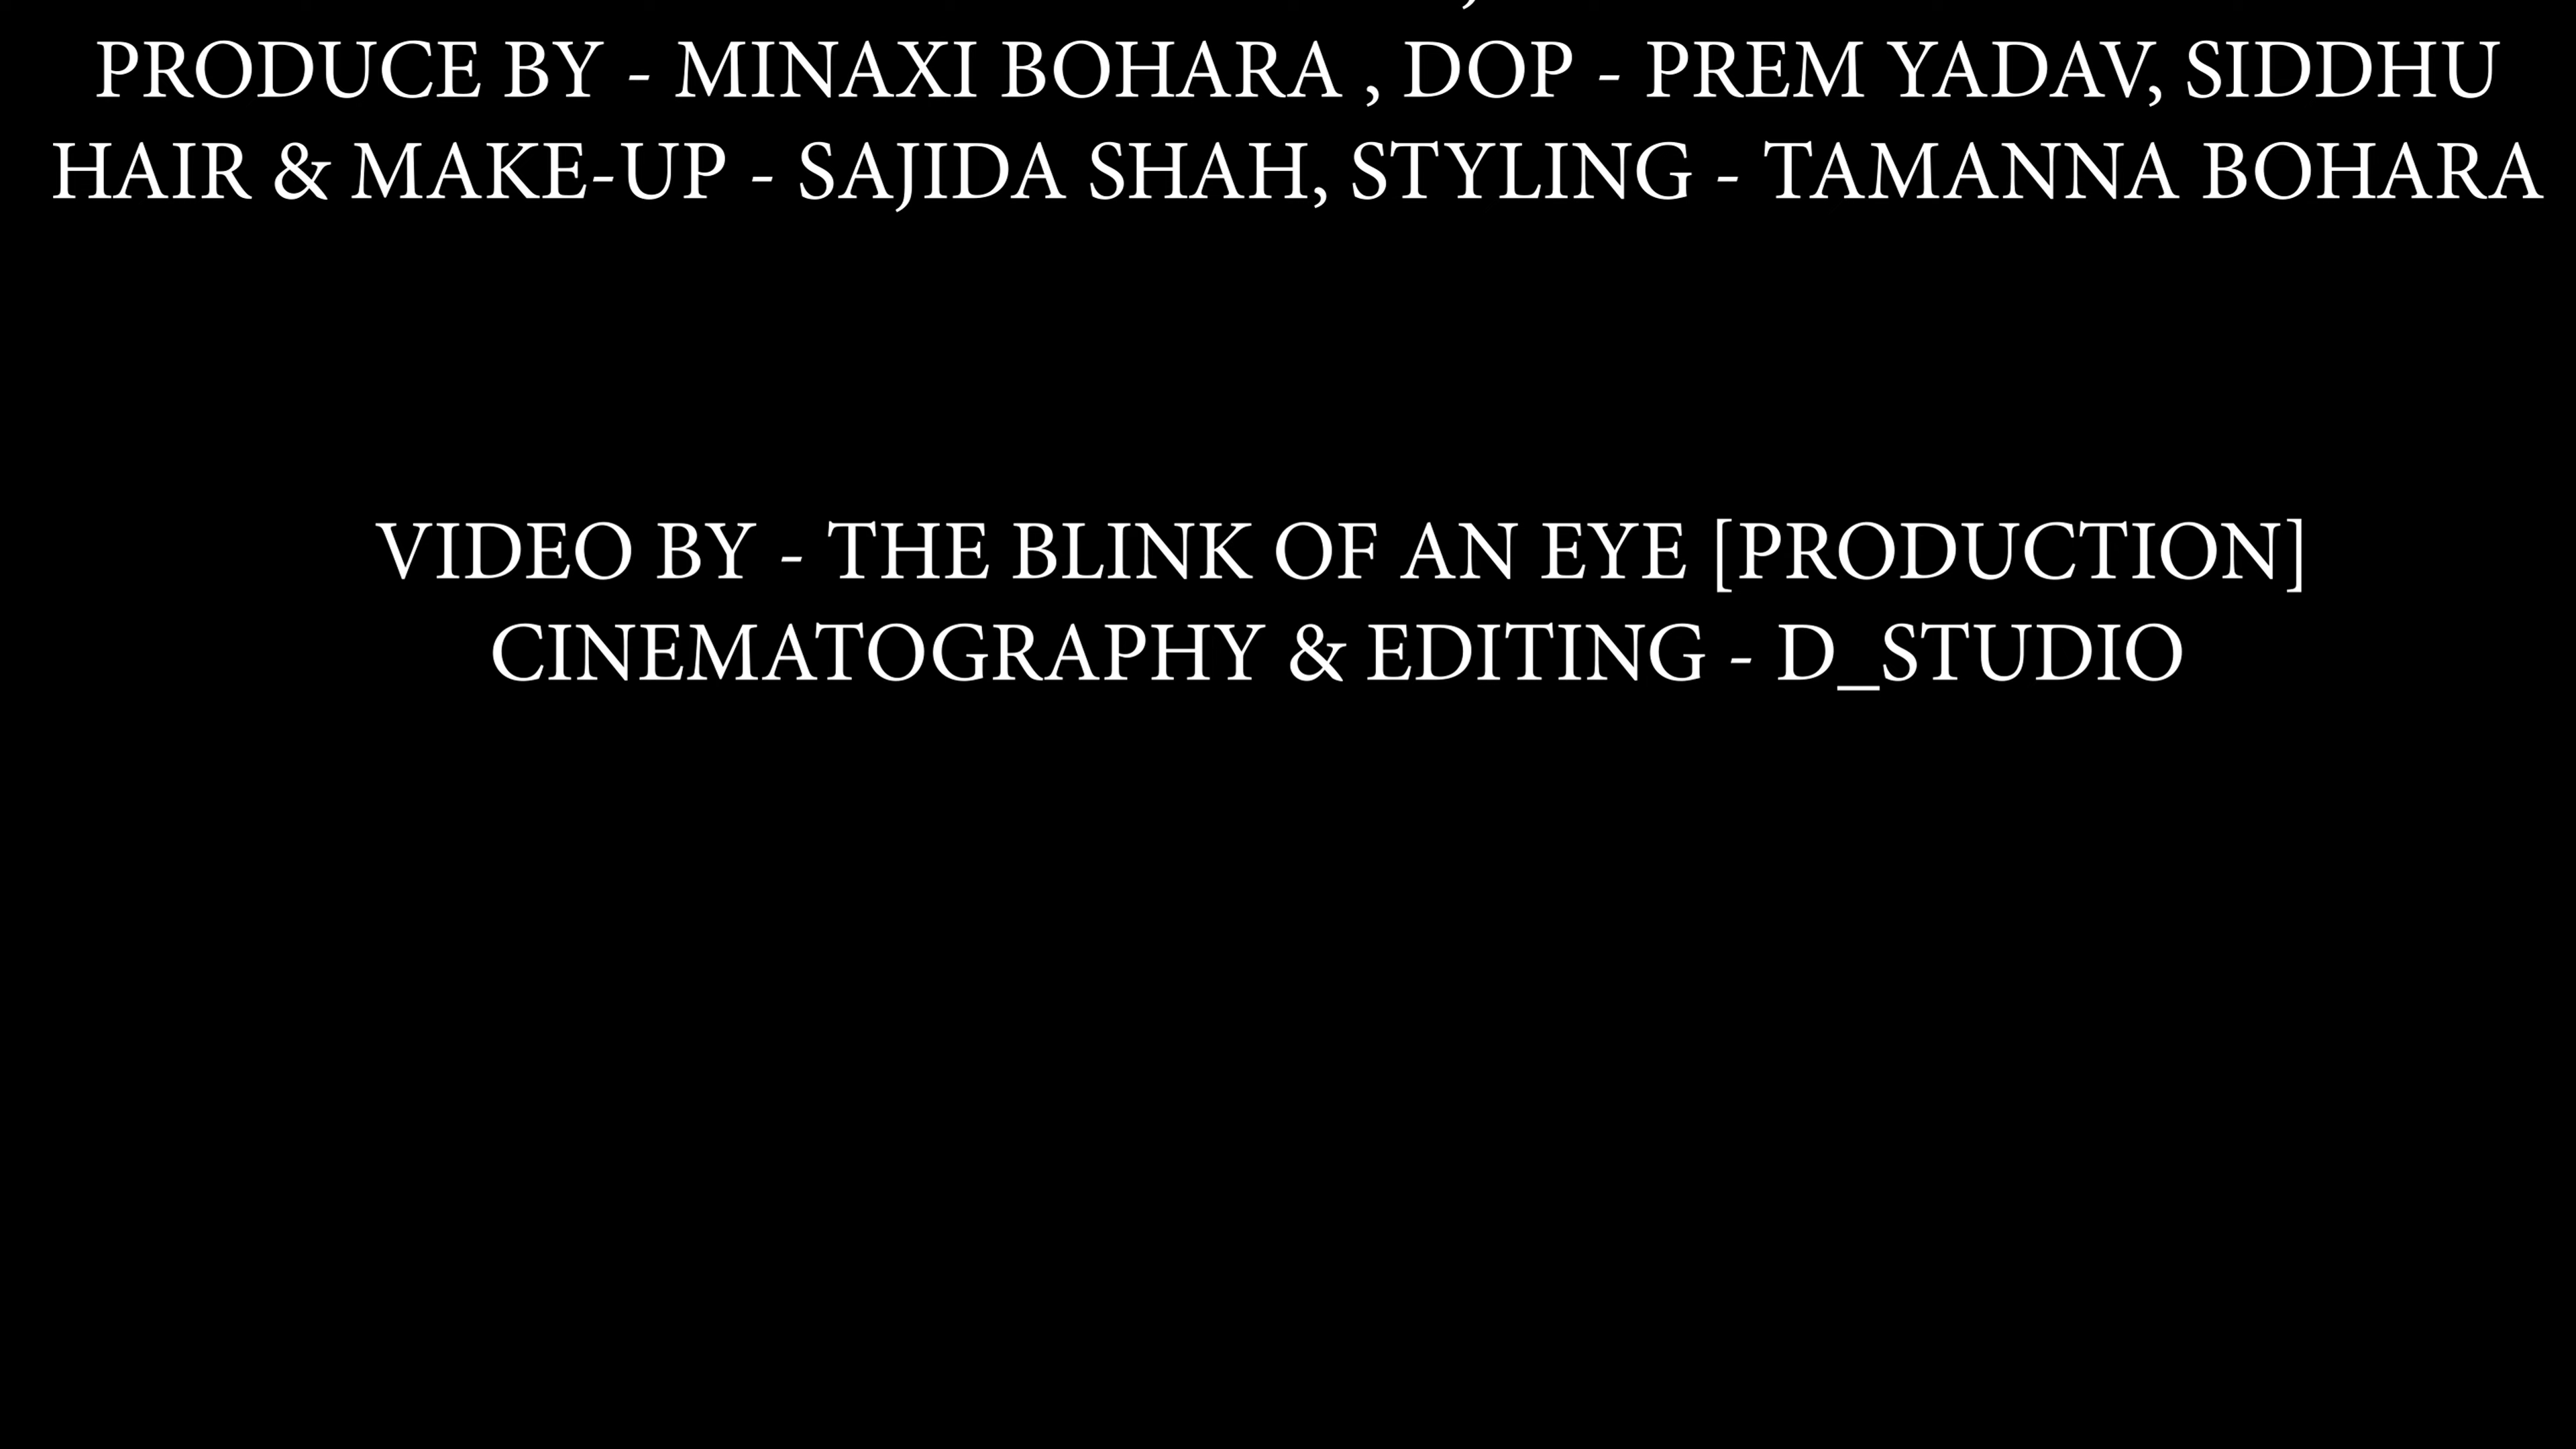 PRODUCE BY - MINAXI BOHARA , DOP - PREM YADAV, SIDDHU
HAIR & MAKE-UP - SAJIDA SHAH, STYLING - TAMANNA BOHARA
VIDEO BY - THE BLINK OF AN EYE [PRODUCTION]
CINEMATOGRAPHY & EDITING - D_STUDIO